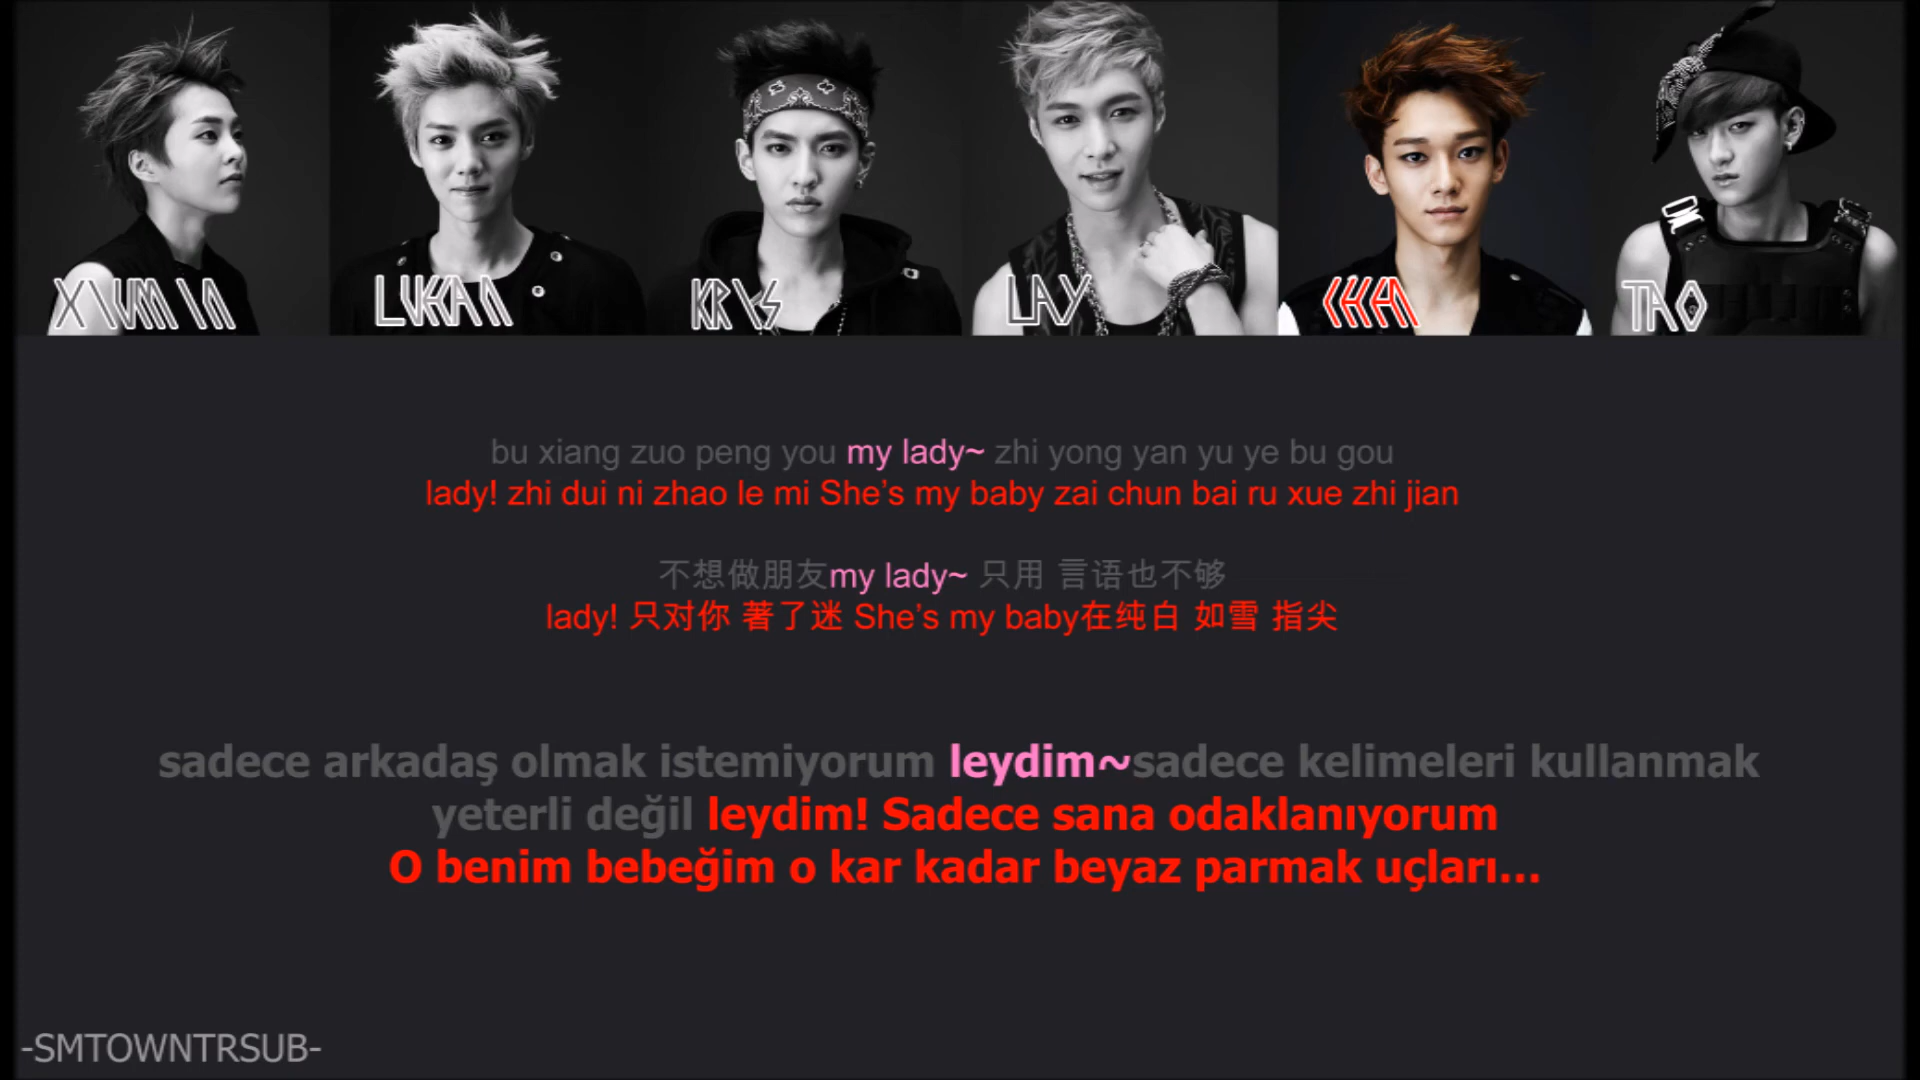 XIUMIN LUHAN KRIS LAY CHEN TAO
bu xiang zuo peng you my lady~ zhi yong yan yu ye bu gou
lady! zhi dui ni zhao le mi She's my baby zai chun bai ru xue zhi jian
不想做朋友my lady~ 只用 言语也不够
lady! 只对你 著了迷 She's my baby在纯白 如雪 指尖
sadece arkadaş olmak istemiyorum leydim~sadece kelimeleri kullanmak
yeterli değil leydim! Sadece sana odaklanıyorum
O benim bebeğim o kar kadar beyaz parmak uçları...
-SMTOWNTRSUB-